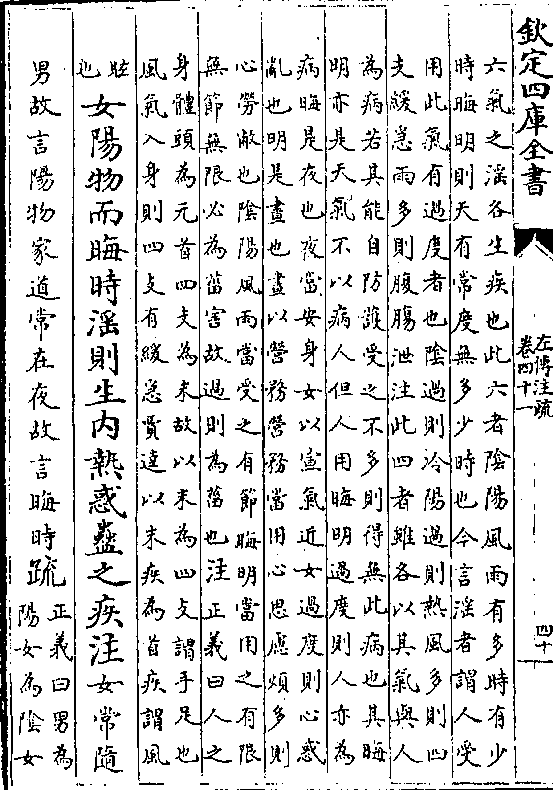 欽定四庫全書
左傳注疏
卷四十一
四十一
六氣之淫各生疾也此六者陰陽風雨有多時有少
時晦明則天有常度無多少時也今言淫者謂人受
用此氣有過度者也陰過則冷陽過則熱風多則四
支緩急雨多則腹腸泄注此四者雖各以其氣與人
為病若其能自防護受之不多則得無此病也其晦
明亦是天氣不以病人但人用晦明過度則人亦為
病晦是夜也夜當安身女以宣氣近女過度則心惑
亂也明是晝也晝以營務營務當用心思慮煩多則
心勞敝也陰陽風雨當受之有節晦明當用之有限
無節無限必為菑害故過則為菑也注正義曰人之
身體頭為元首四支為末故以末為四支謂手足也
風氣入身則四支有緩急賈逵以末疾為首疾謂風
眩也
女陽物而晦時淫則生內熱惑蠱之疾注女常隨
男故言陽物家道常在夜故言晦時疏正義曰男為
陽女為陰女